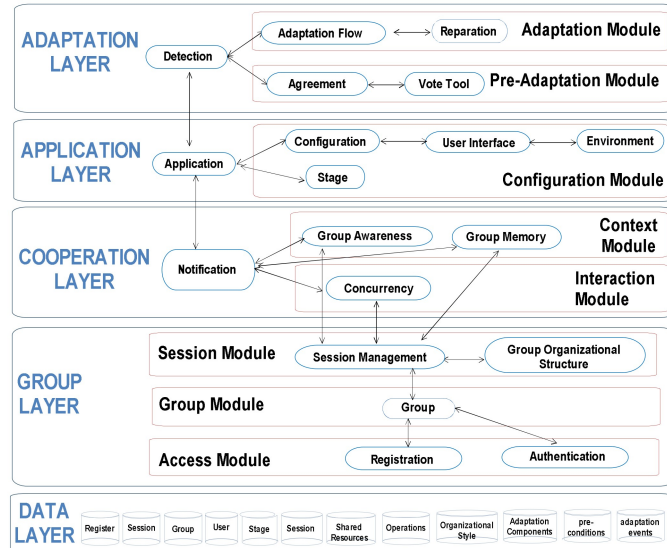 ADAPTATION
LAYER
Detection
Adaptation Flow
Reparation
Adaptation Module
Agreement
Vote Tool
Pre-Adaptation Module
APPLICATION
LAYER
Application
Configuration
User Interface
Environment
Stage
Configuration Module
COOPERATION
LAYER
Notification
Group Awareness
Group Memory
Context
Module
Concurrency
Interaction
Module
GROUP
LAYER
Session Module
Session Management
Group Organizational
Structure
Group Module
Group
Access Module
Registration
Authentication
DATA
LAYER
Register
Session
Group
User
Stage
Session
Shared
Resources
Operations
Organizational
Style
Adaptation
Components
pre-
conditions
adaptation
events